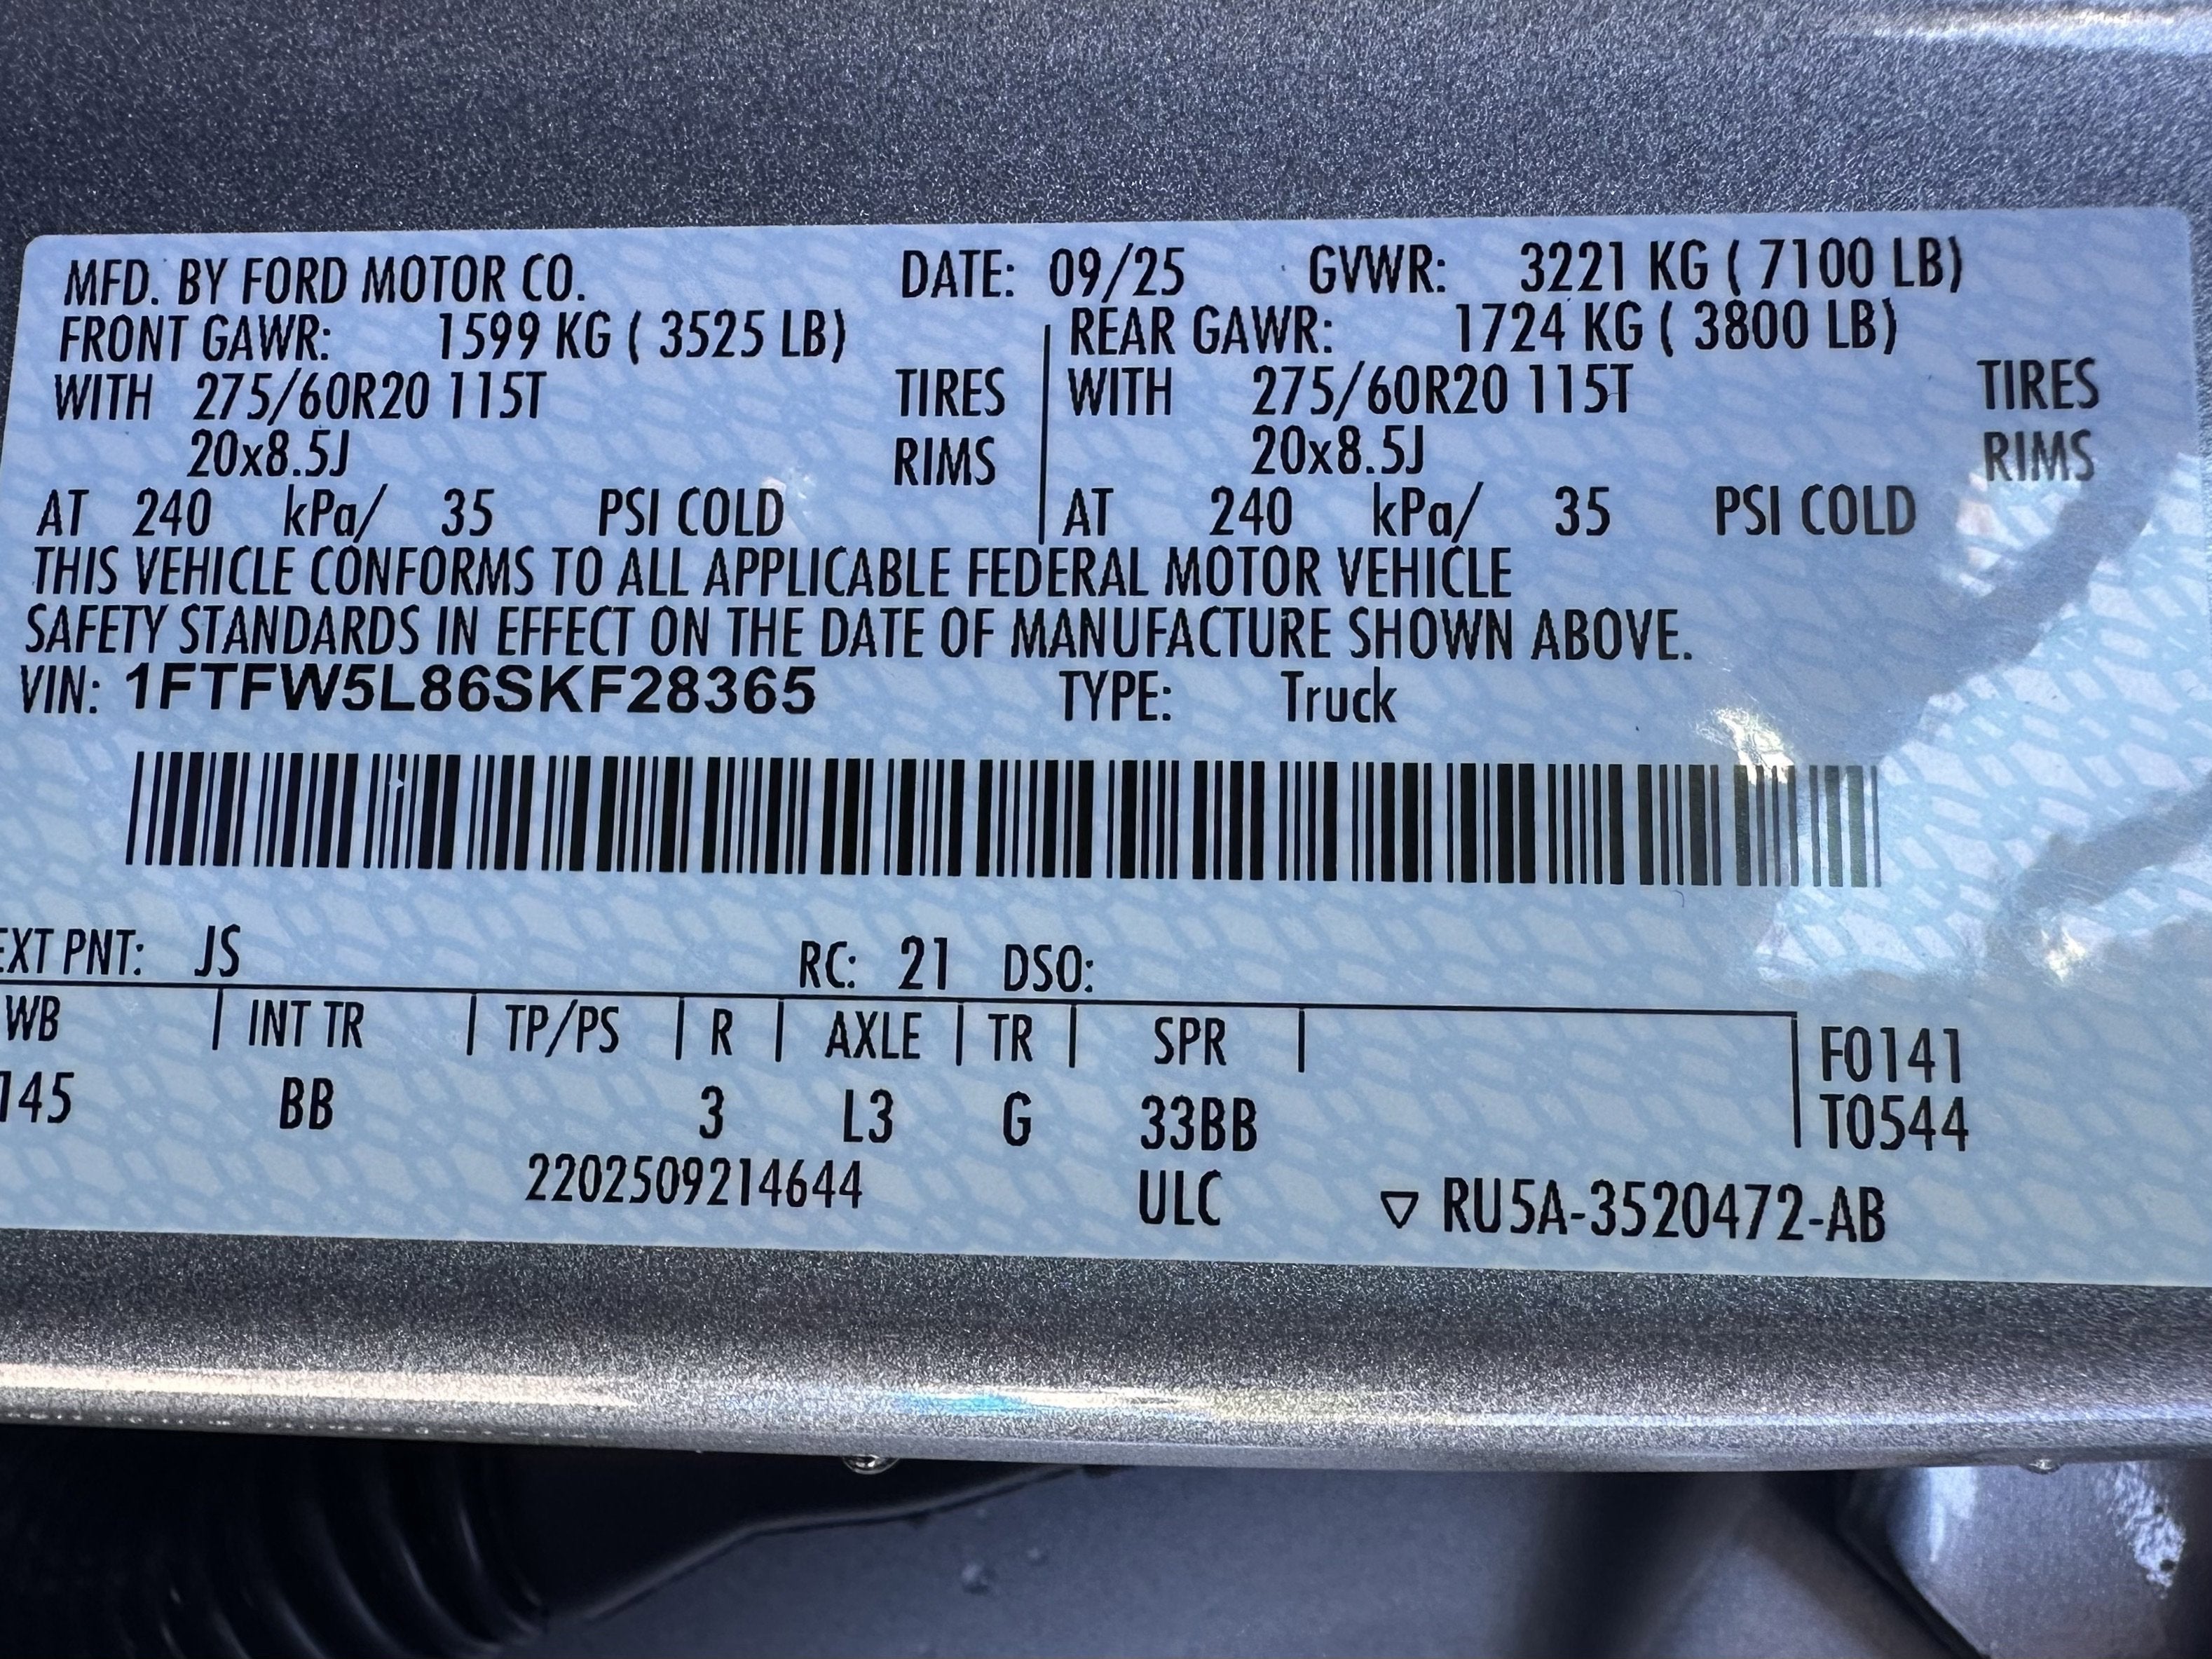 MFD. BY FORD MOTOR CO. DATE: 09/25 GVWR: 3221 KG ( 7100 LB)
FRONT GAWR: 1599 KG ( 3525 LB) REAR GAWR: 1724 KG ( 3800 LB)
WITH 275/60R20 115T TIRES WITH 275/60R20 115T TIRES
20x8.5J RIMS 20x8.5J RIMS
AT 240 kPa/ 35 PSI COLD AT 240 kPa/ 35 PSI COLD
THIS VEHICLE CONFORMS TO ALL APPLICABLE FEDERAL MOTOR VEHICLE
SAFETY STANDARDS IN EFFECT ON THE DATE OF MANUFACTURE SHOWN ABOVE.
VIN: 1FTFW5L86SKF28365 TYPE: Truck
EXT PNT: JS RC: 21 DSO:
WB INT TR TP/PS R AXLE TR SPR F0141
145 BB 3 L3 G 33BB T0544
2202509214644 ULC ▽ RU5A-3520472-AB